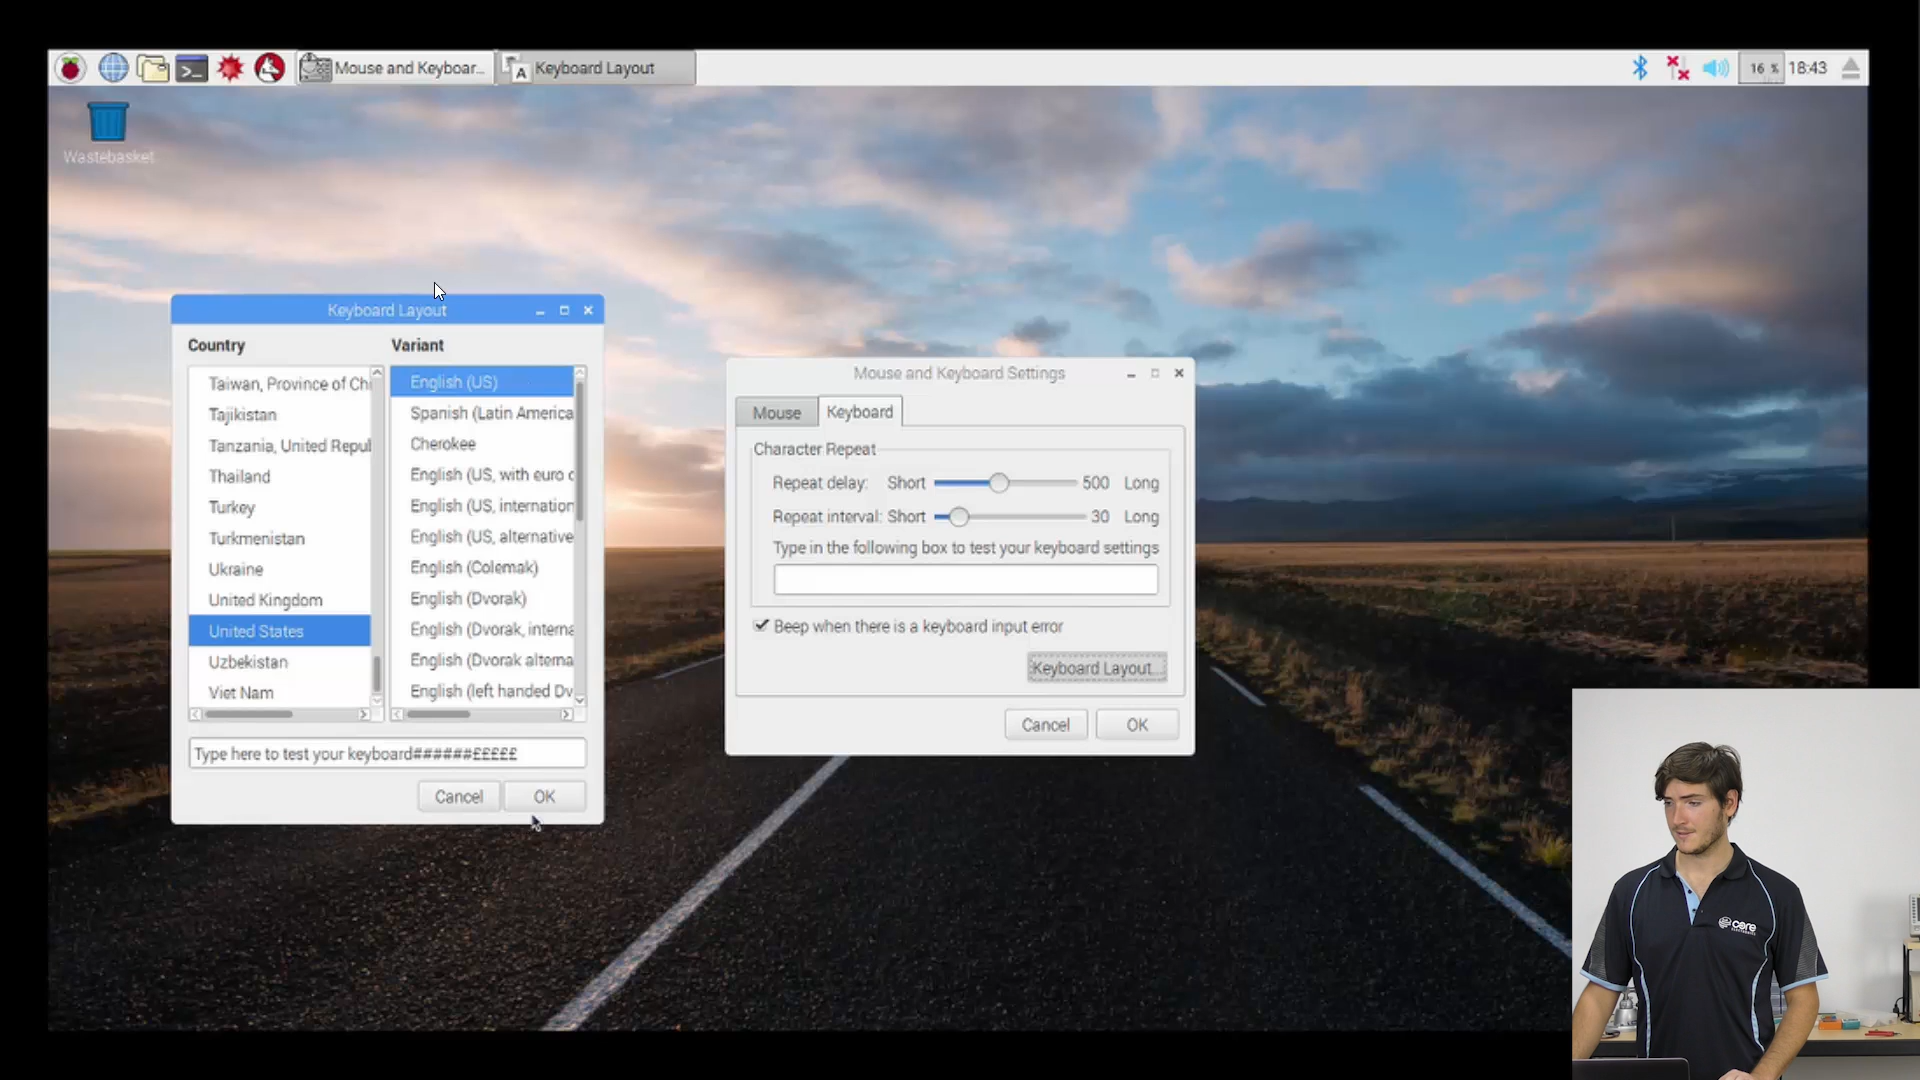 Mouse and Keyboar...
Keyboard Layout
16 %
18:43
Wastebasket
Keyboard Layout
Country
Variant
Taiwan, Province of Chi
Tajikistan
Tanzania, United Repul
Thailand
Turkey
Turkmenistan
Ukraine
United Kingdom
United States
Uzbekistan
Viet Nam
English (US)
Spanish (Latin America
Cherokee
English (US, with euro c
English (US, internation
English (US, alternative
English (Colemak)
English (Dvorak)
English (Dvorak, interna
English (Dvorak alterna
English (left handed Dv
Type here to test your keyboard######£££££
Cancel
OK
Mouse and Keyboard Settings
Mouse
Keyboard
Character Repeat
Repeat delay: Short 500 Long
Repeat interval: Short 30 Long
Type in the following box to test your keyboard settings
Beep when there is a keyboard input error
Keyboard Layout...
Cancel
OK
core
ELECTRONICS